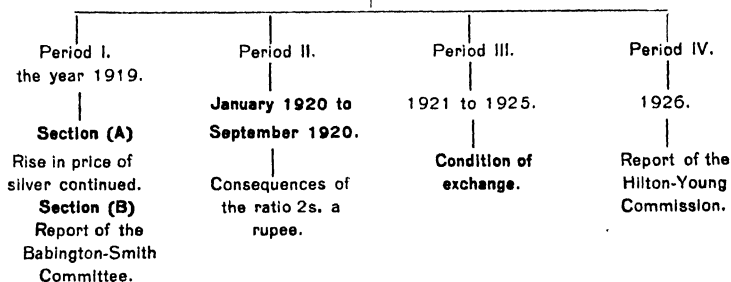 Period I.
the year 1919.
Section (A)
Rise in price of
silver continued.
Section (B)
Report of the
Babington-Smith
Committee.
Period II.
January 1920 to
September 1920.
Consequences of
the ratio 2s. a
rupee.
Period III.
1921 to 1925.
Condition of
exchange.
Period IV.
1926.
Report of the
Hilton-Young
Commission.